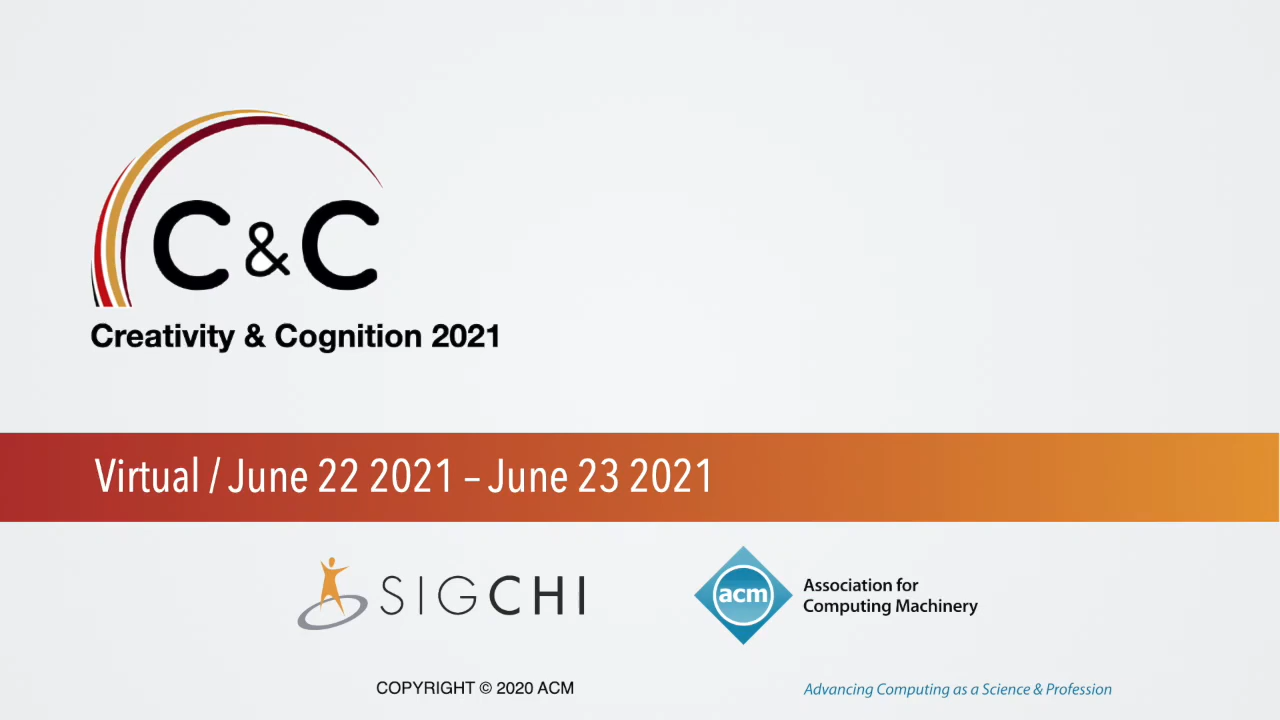 C & C
Creativity & Cognition 2021
Virtual / June 22 2021 – June 23 2021
SIGCHI
acm
Association for
Computing Machinery
COPYRIGHT © 2020 ACM
Advancing Computing as a Science & Profession